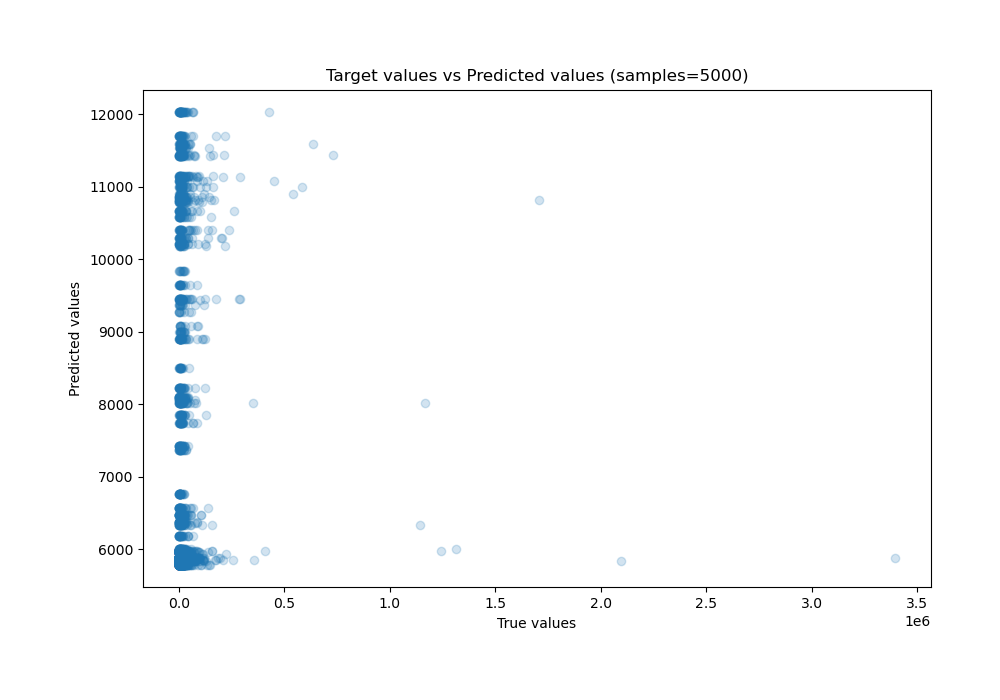 Target values vs Predicted values (samples=5000)
12000
11000
10000
9000
8000
7000
6000
Predicted values
0.0 0.5 1.0 1.5 2.0 2.5 3.0 3.5
1e6
True values